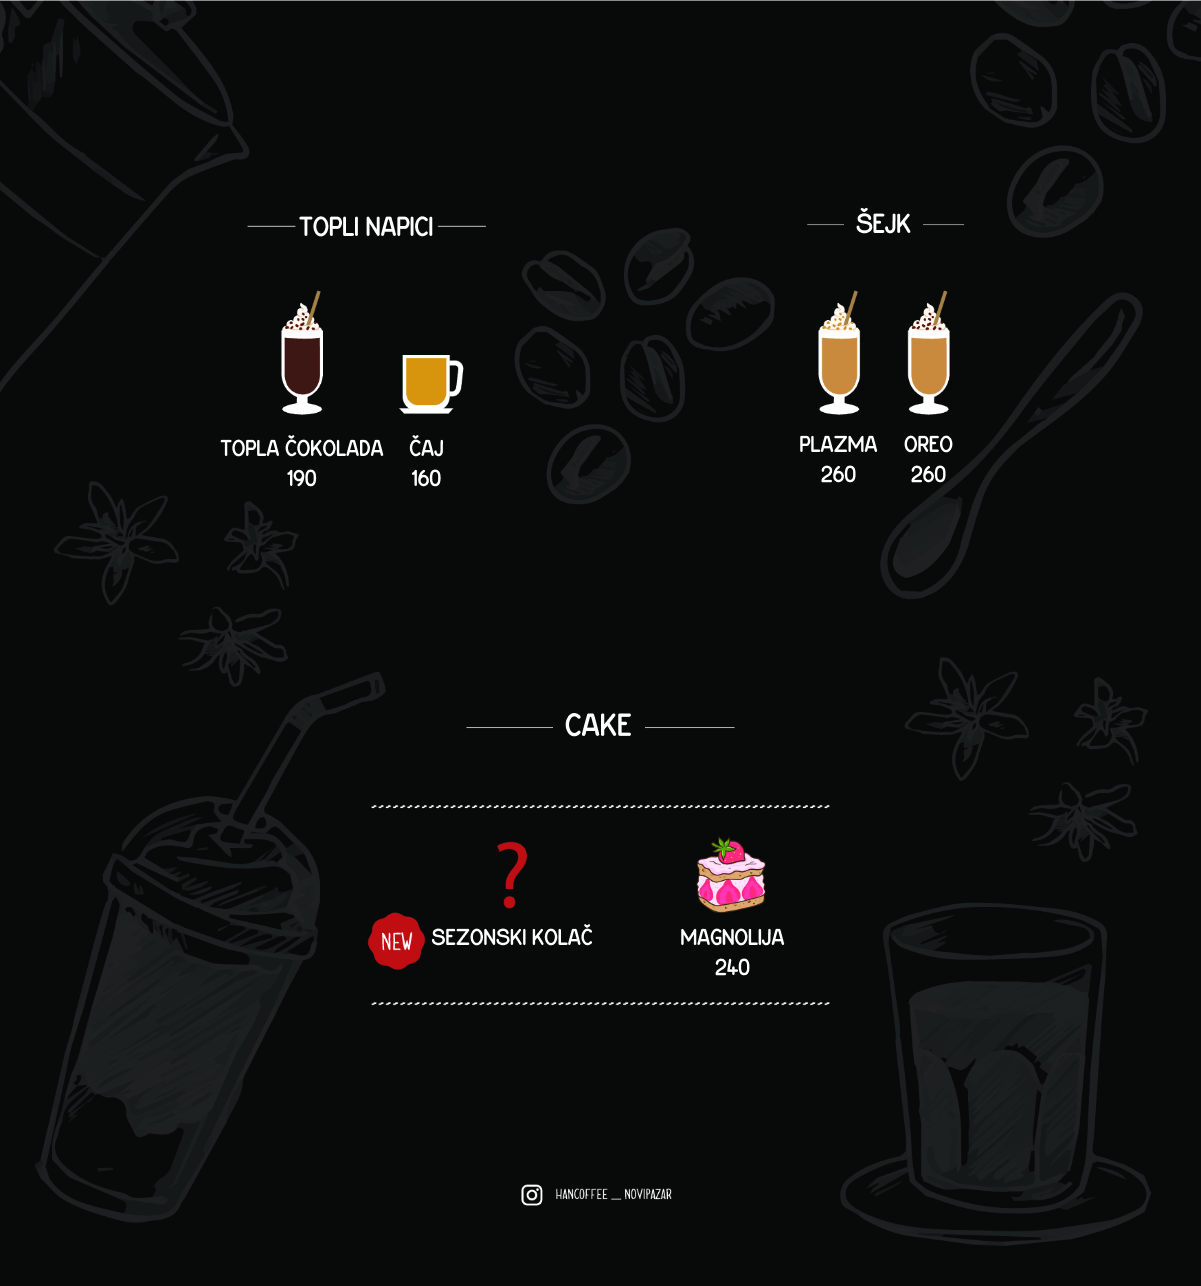 TOPLI NAPICI
TOPLA ČOKOLADA
190
ČAJ
160
ŠEJK
PLAZMA
260
OREO
260
CAKE
?
NEW
SEZONSKI KOLAČ
MAGNOLIJA
240
HANCOFFEE __ NOVIPAZAR